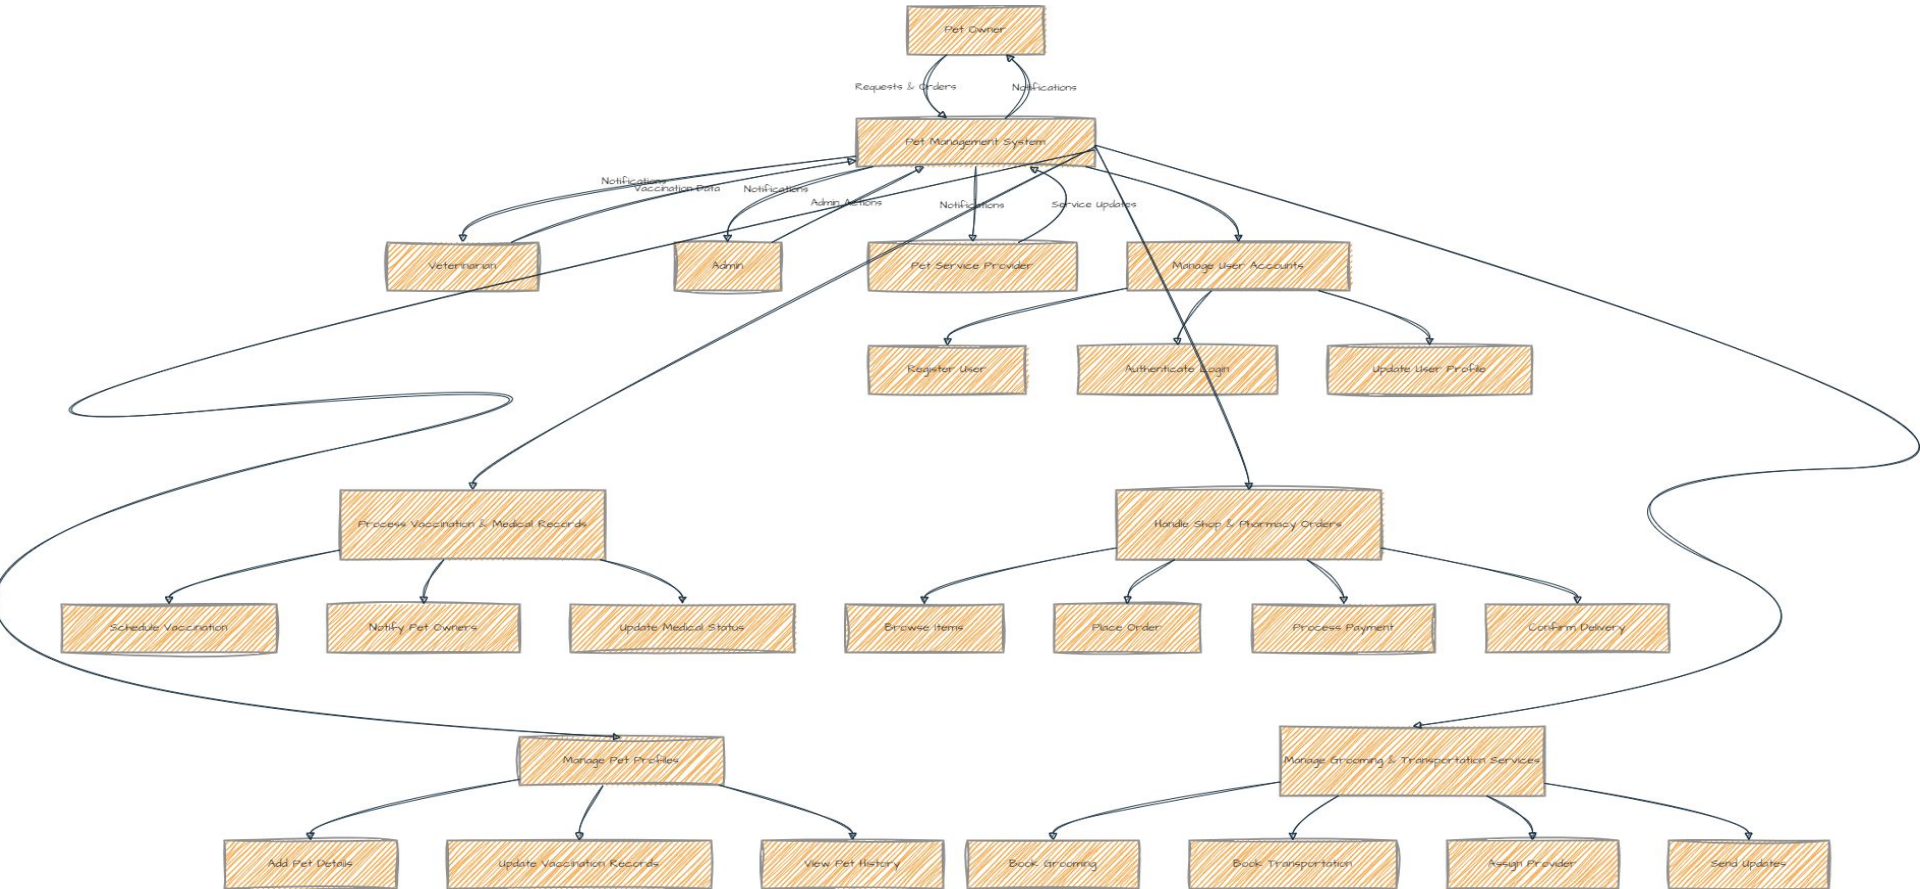 Pet Owner
Requests & Orders
Notifications
Pet Management System
Notifications
Vaccination Data
Notifications
Admin Actions
Notifications
Service Updates
Veterinarian
Admin
Pet Service Provider
Manage User Accounts
Register User
Authenticate Login
Update User Profile
Process Vaccination & Medical Records
Handle Shop & Pharmacy Orders
Schedule Vaccination
Notify Pet Owners
Update Medical Status
Browse Items
Place Order
Process Payment
Confirm Delivery
Manage Pet Profiles
Manage Grooming & Transportation Services
Add Pet Details
Update Vaccination Records
View Pet History
Book Grooming
Book Transportation
Assign Provider
Send Updates